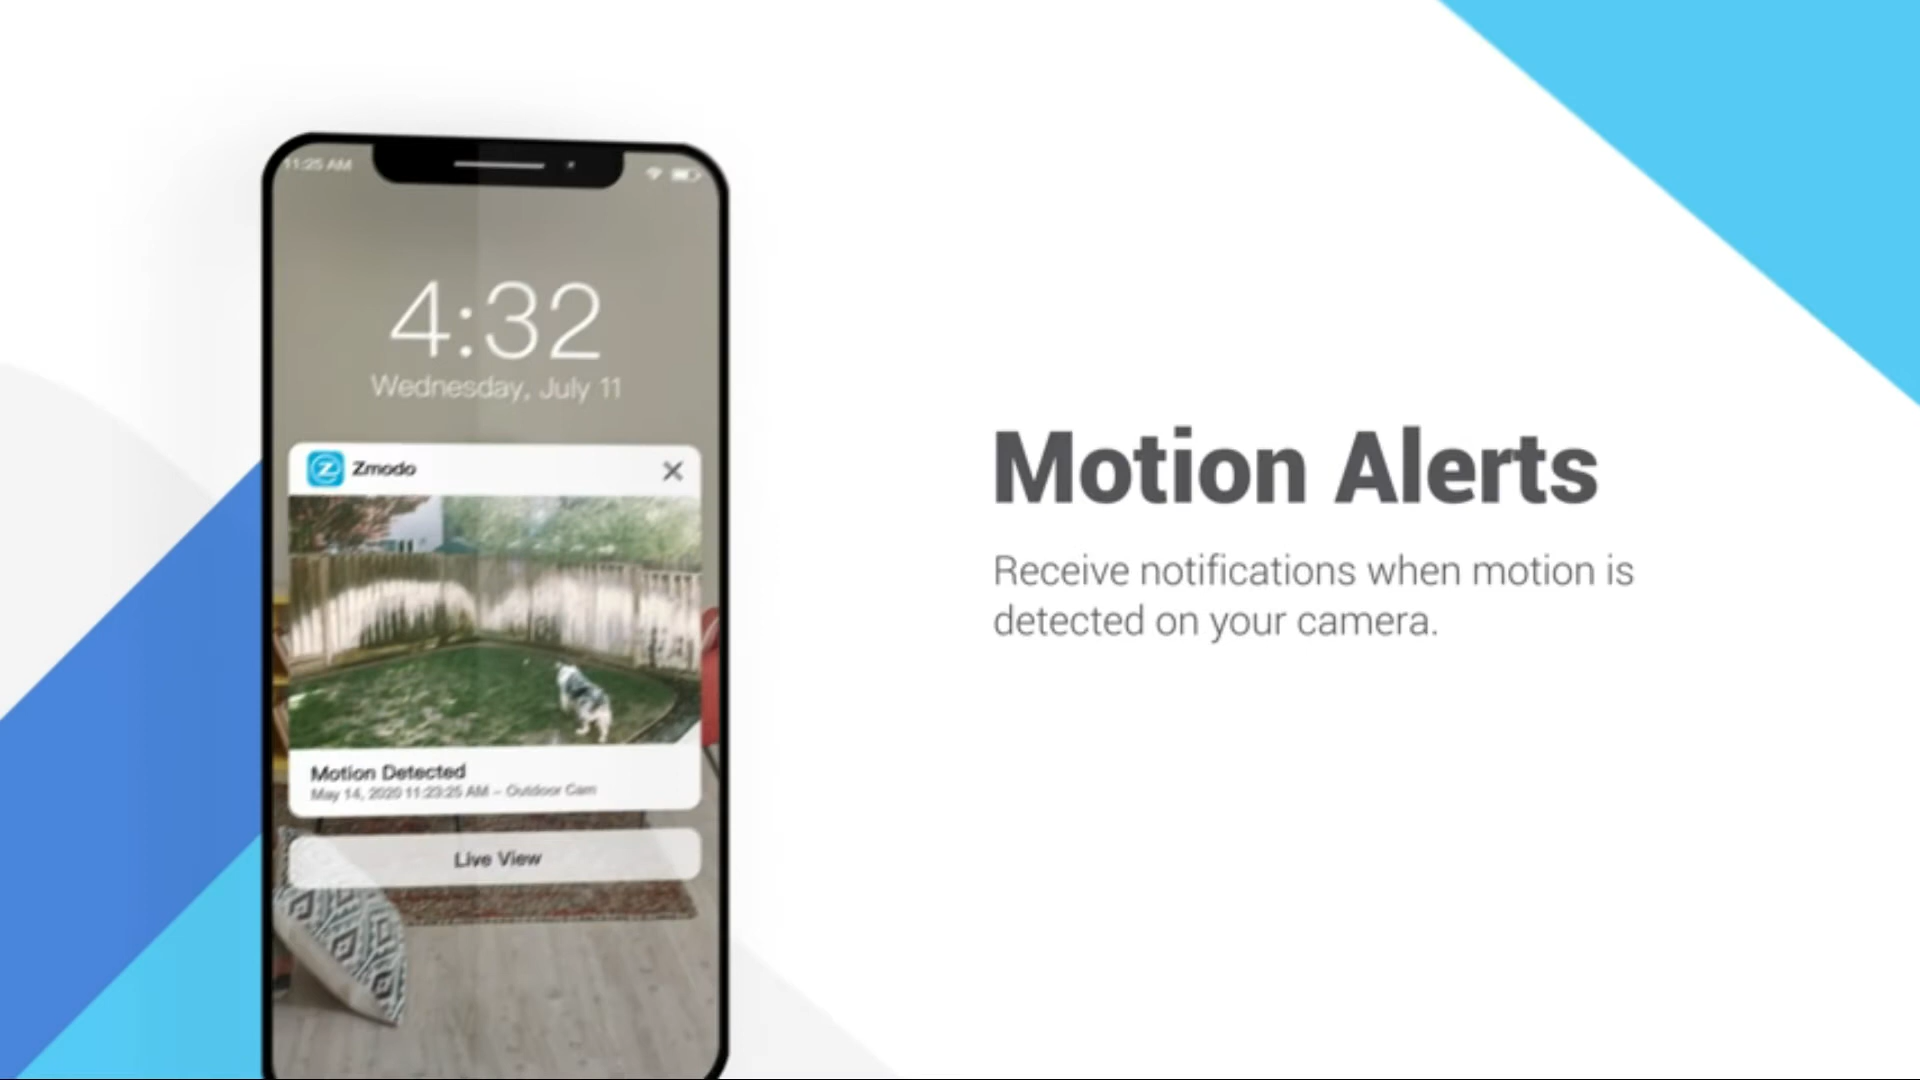 11:25 AM
4:32
Wednesday, July 11
Zmodo
Motion Detected
May 14, 2020 11:23:25 AM – Outdoor Cam
Live View
Motion Alerts
Receive notifications when motion is
detected on your camera.